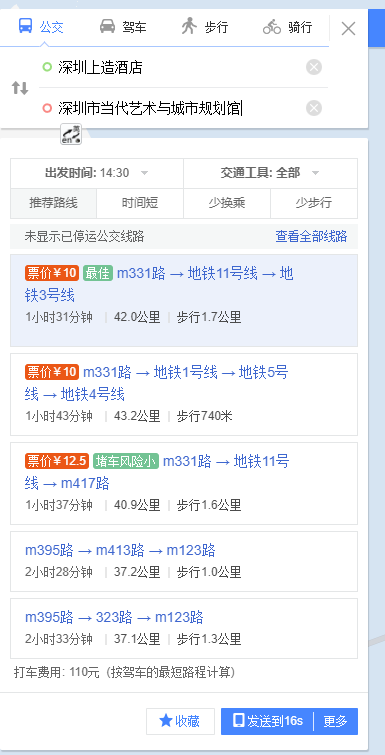 公交 驾车 步行 骑行
深圳上造酒店
深圳市当代艺术与城市规划馆
en
出发时间: 14:30 交通工具: 全部
推荐路线 时间短 少换乘 少步行
未显示已停运公交线路 查看全部线路
票价¥10 最佳 m331路 → 地铁11号线 → 地
铁3号线
1小时31分钟 | 42.0公里 | 步行1.7公里
票价¥10 m331路 → 地铁1号线 → 地铁5号
线 → 地铁4号线
1小时43分钟 | 43.2公里 | 步行740米
票价¥12.5 堵车风险小 m331路 → 地铁11号
线 → m417路
1小时37分钟 | 40.9公里 | 步行1.6公里
m395路 → m413路 → m123路
2小时28分钟 | 37.2公里 | 步行1.0公里
m395路 → 323路 → m123路
2小时33分钟 | 37.1公里 | 步行1.3公里
打车费用: 110元（按驾车的最短路程计算）
收藏 发送到16s 更多